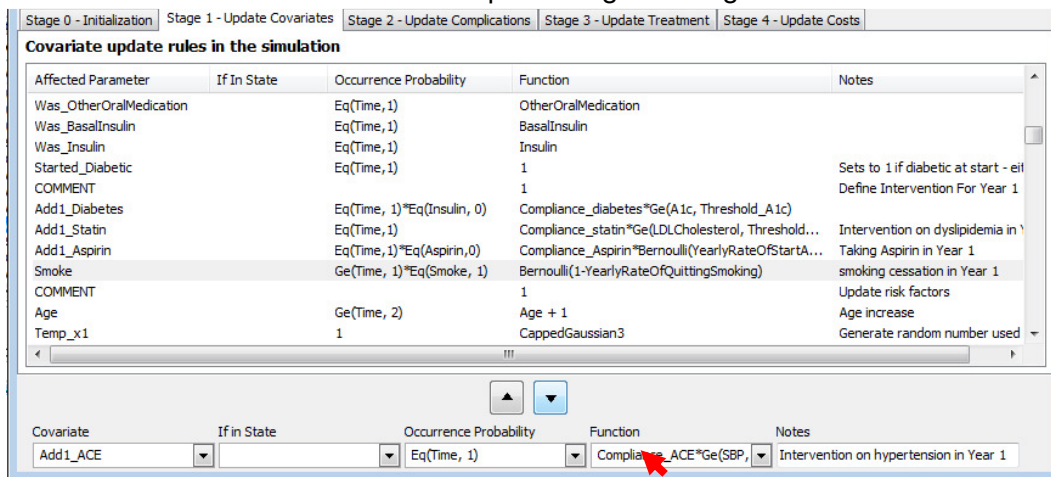 Stage 0 - Initialization Stage 1 - Update Covariates Stage 2 - Update Complications Stage 3 - Update Treatment Stage 4 - Update Costs
Covariate update rules in the simulation
Affected Parameter If In State Occurrence Probability Function Notes
Was_OtherOralMedication Eq(Time,1) OtherOralMedication
Was_BasalInsulin Eq(Time,1) BasalInsulin
Was_Insulin Eq(Time,1) Insulin
Started_Diabetic Eq(Time,1) 1 Sets to 1 if diabetic at start - eit
COMMENT 1 Define Intervention For Year 1
Add1_Diabetes Eq(Time, 1)*Eq(Insulin, 0) Compliance_diabetes*Ge(A1c, Threshold_A1c)
Add1_Statin Eq(Time,1) Compliance_statin*Ge(LDLCholesterol, Threshold... Intervention on dyslipidemia in
Add1_Aspirin Eq(Time,1)*Eq(Aspirin,0) Compliance_Aspirin*Bernoulli(YearlyRateOfStartA... Taking Aspirin in Year 1
Smoke Ge(Time, 1)*Eq(Smoke, 1) Bernoulli(1-YearlyRateOfQuittingSmoking) smoking cessation in Year 1
COMMENT 1 Update risk factors
Age Ge(Time, 2) Age + 1 Age increase
Temp_x1 1 CappedGaussian3 Generate random number used
Covariate If in State Occurrence Probability Function Notes
Add1_ACE Eq(Time, 1) Compliance_ACE*Ge(SBP, Intervention on hypertension in Year 1